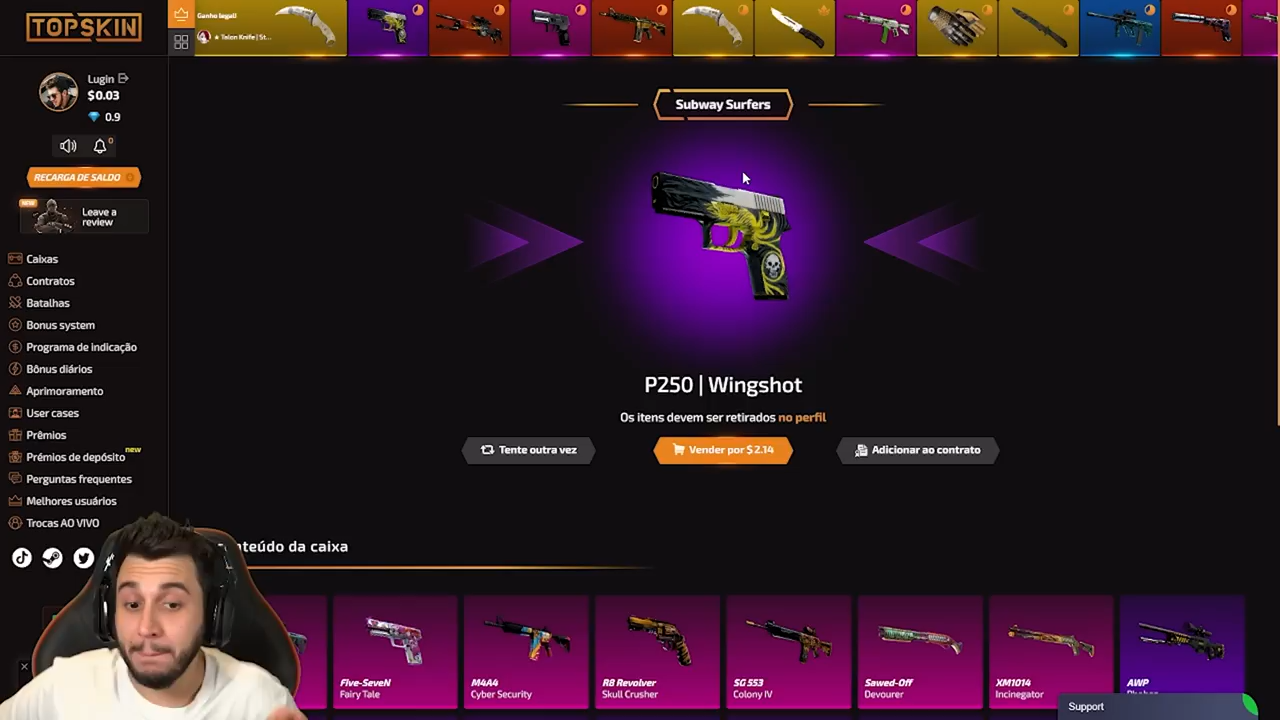 TOPSKIN
Ganho legal!
★ Talon Knife | St...
Lugin
$0.03
0.9
0
RECARGA DE SALDO
NEW
Leave a
review
Caixas
Contratos
Batalhas
Bonus system
Programa de indicação
Bônus diários
Aprimoramento
User cases
Prêmios
Prémios de depósito new
Perguntas frequentes
Melhores usuários
Trocas AO VIVO
Subway Surfers
P250 | Wingshot
Os itens devem ser retirados no perfil
Tente outra vez
Vender por $2.14
Adicionar ao contrato
teúdo da caixa
Five-SeveN
Fairy Tale
M4A4
Cyber Security
R8 Revolver
Skull Crusher
SG 553
Colony IV
Sawed-Off
Devourer
XM1014
Incinegator
AWP
Support